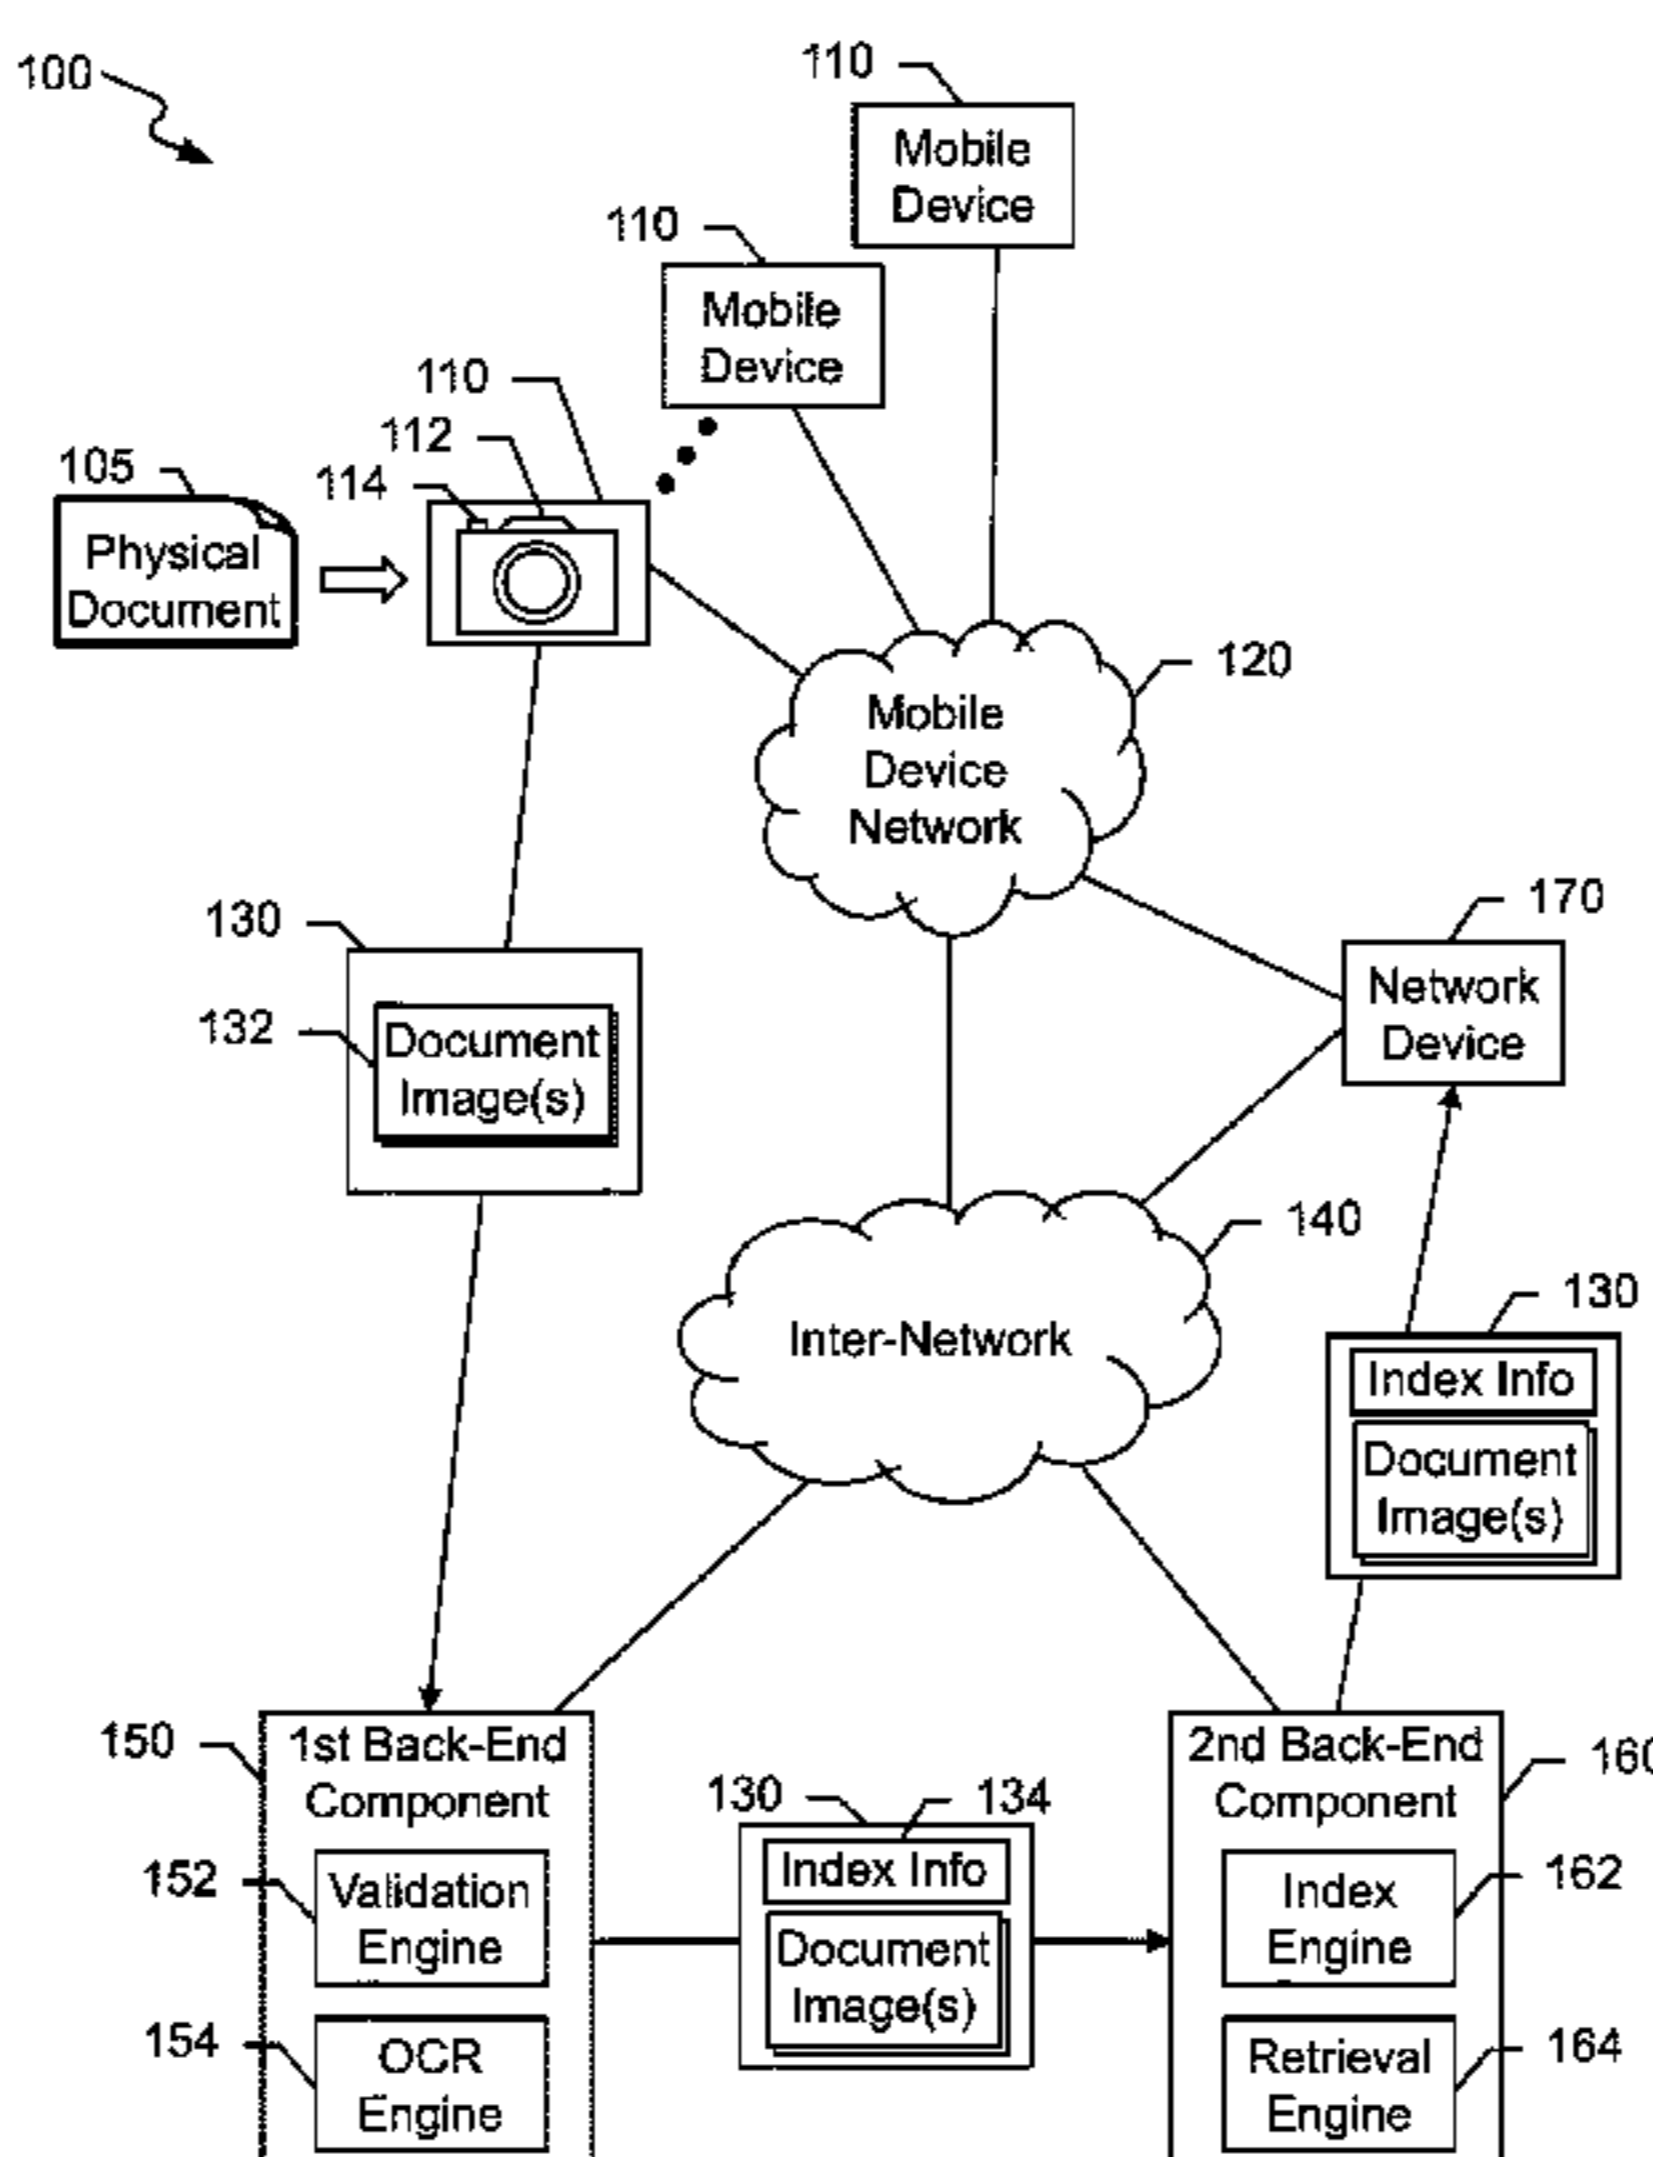 100
110
Mobile
Device
110
Mobile
Device
110
112
114
105
Physical
Document
120
Mobile
Device
Network
130
132
Document
Image(s)
170
Network
Device
140
Inter-Network
130
Index Info
Document
Image(s)
150
1st Back-End
Component
152
Validation
Engine
154
OCR
Engine
130
134
Index Info
Document
Image(s)
2nd Back-End
Component
160
Index
Engine
162
Retrieval
Engine
164